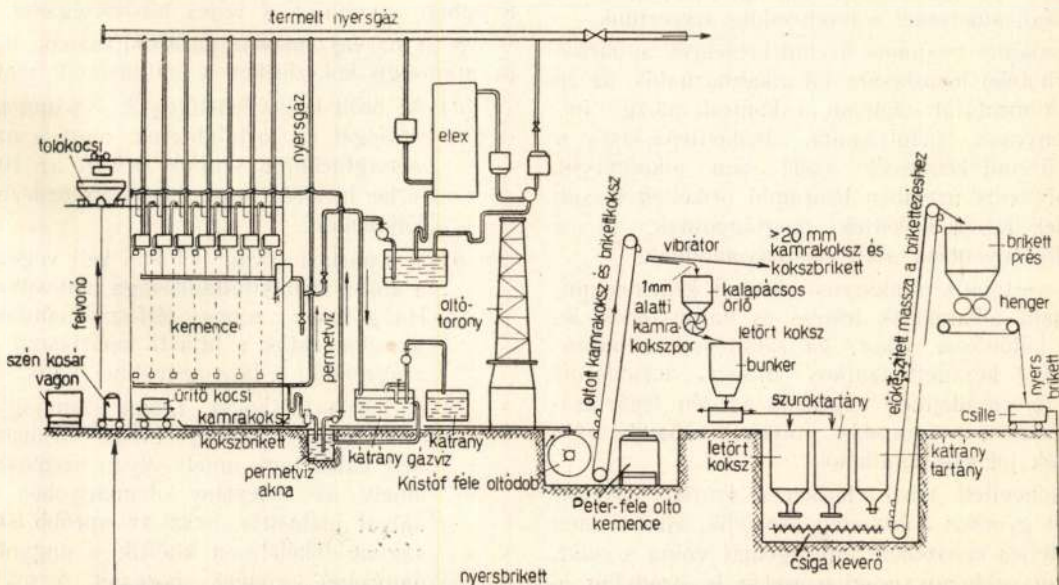 termelt nyersgáz
nyersgáz
tolókocsi
elex
felvonó
kemence
permetvíz
oltó-
torony
szén kosár
vagon
ürítő kocsi
kamrakoksz
kokszbrikett
permetvíz
akna
kátrány gázvíz
kátrány
Kristóf féle oltódob
oltott kamrakoksz és brikettkoksz
Péter-féle oltó
kemence
vibrátor
>20 mm
kamrakoksz és
kokszbrikett
1mm
alatti
kamra
kokszpor
kalapácsos
őrlő
letört koksz
bunker
szuroktartány
letört
koksz
kátrány
tartány
csiga keverő
előkészített massza a brikettezéshez
brikett
prés
henger
csille
nyers
brikett
nyersbrikett